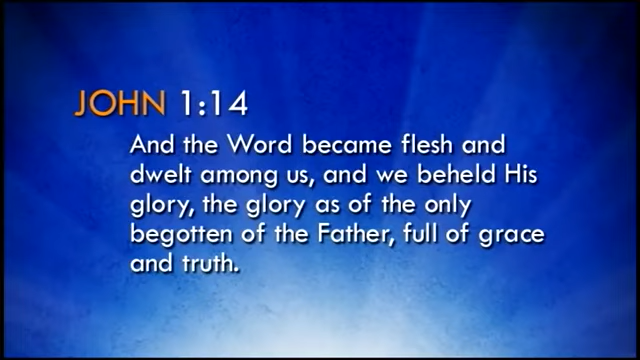 JOHN 1:14
And the Word became flesh and
dwelt among us, and we beheld His
glory, the glory as of the only
begotten of the Father, full of grace
and truth.